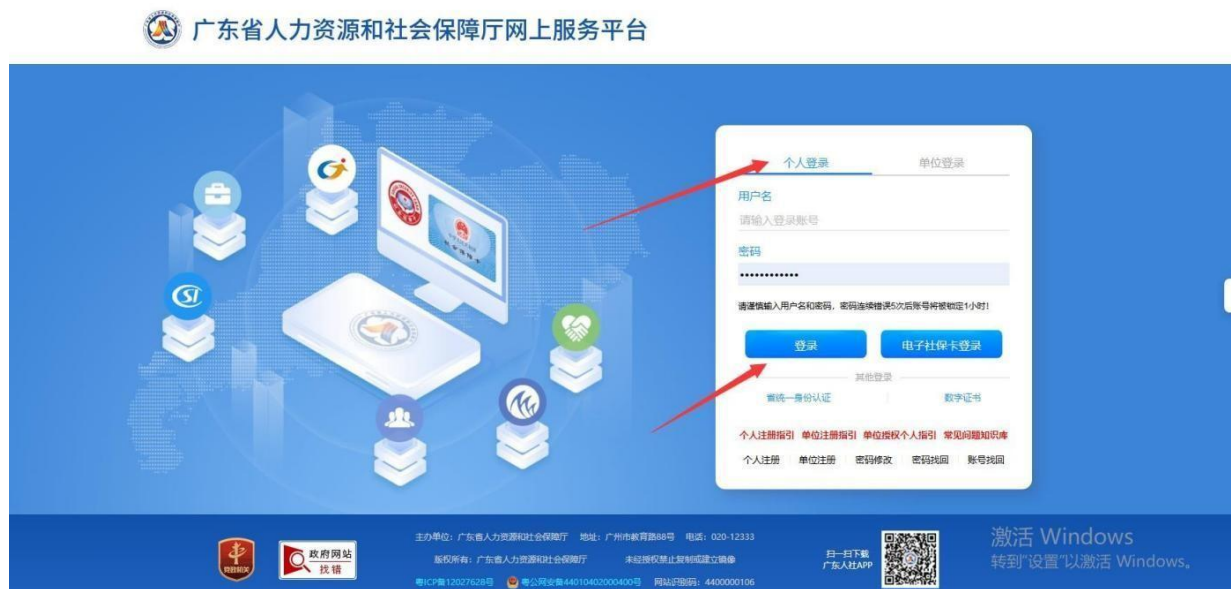 广东省人力资源和社会保障厅网上服务平台
个人登录 单位登录
用户名
请输入登录账号
密码
••••••••••••
请谨慎输入用户名和密码，密码连续错误5次后账号将被锁定1小时！
登录 电子社保卡登录
其他登录
省统一身份认证 数字证书
个人注册指引 单位注册指引 单位授权个人指引 常见问题知识库
个人注册 单位注册 密码修改 密码找回 账号找回
主办单位：广东省人力资源和社会保障厅 地址：广州市教育路88号 电话：020-12333
版权所有：广东省人力资源和社会保障厅 未经授权禁止复制或建立镜像
粤ICP备12027628号 粤公网安备44010402000400号 网站识别码：4400000106
党政机关
政府网站
找错
扫一扫下载
广东人社APP
激活 Windows
转到"设置"以激活 Windows。